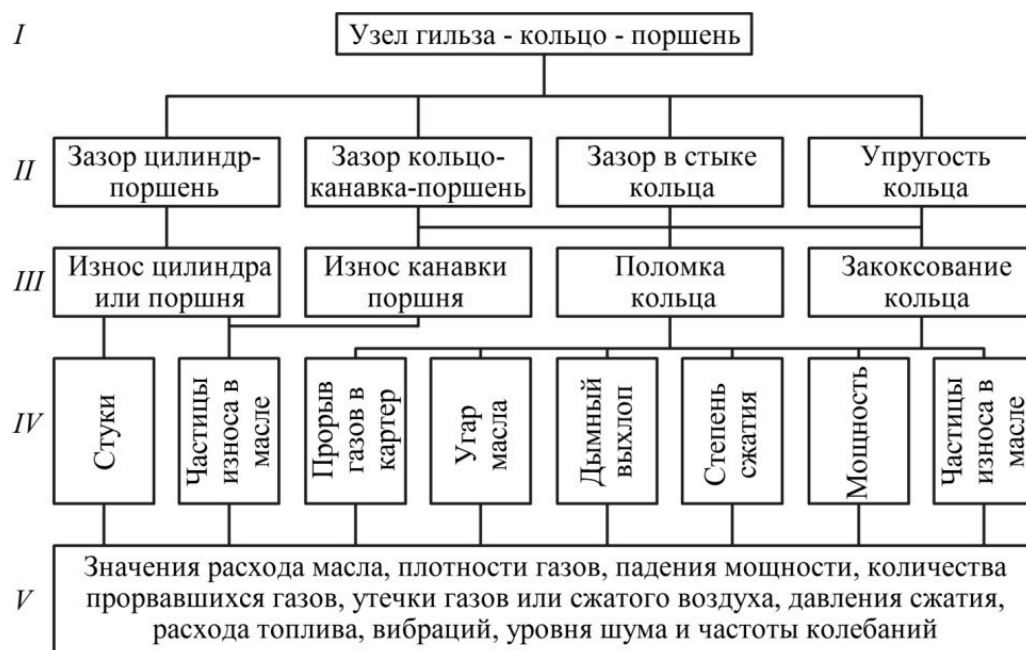 I
Узел гильза - кольцо - поршень
II
Зазор цилиндр-
поршень
Зазор кольцо-
канавка-поршень
Зазор в стыке
кольца
Упругость
кольца
III
Износ цилиндра
или поршня
Износ канавки
поршня
Поломка
кольца
Закоксование
кольца
IV
Стуки
Частицы
износа в
масле
Прорыв
газов в
картер
Угар
масла
Дымный
выхлоп
Степень
сжатия
Мощность
Частицы
износа в
масле
V
Значения расхода масла, плотности газов, падения мощности, количества
прорвавшихся газов, утечки газов или сжатого воздуха, давления сжатия,
расхода топлива, вибраций, уровня шума и частоты колебаний